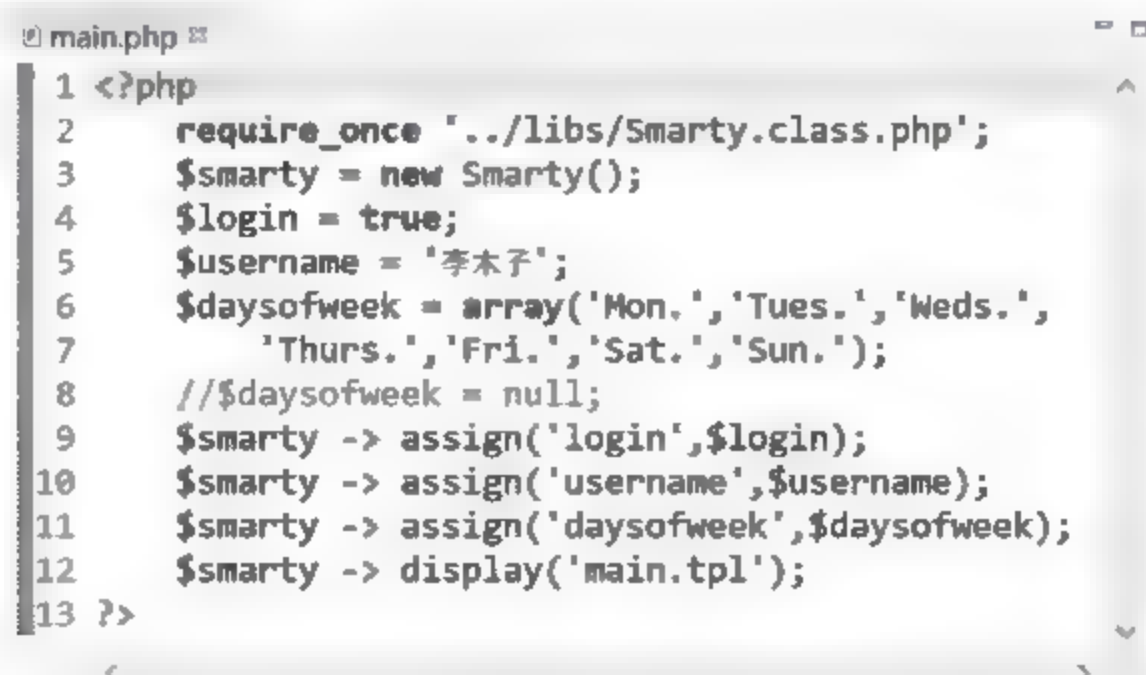 main.php
1 <?php
2 require_once '../libs/Smarty.class.php';
3 $smarty = new Smarty();
4 $login = true;
5 $username = '李木子';
6 $daysofweek = array('Mon.','Tues.','Weds.',
7 'Thurs.','Fri.','Sat.','Sun.');
8 //$daysofweek = null;
9 $smarty -> assign('login',$login);
10 $smarty -> assign('username',$username);
11 $smarty -> assign('daysofweek',$daysofweek);
12 $smarty -> display('main.tpl');
13 ?>